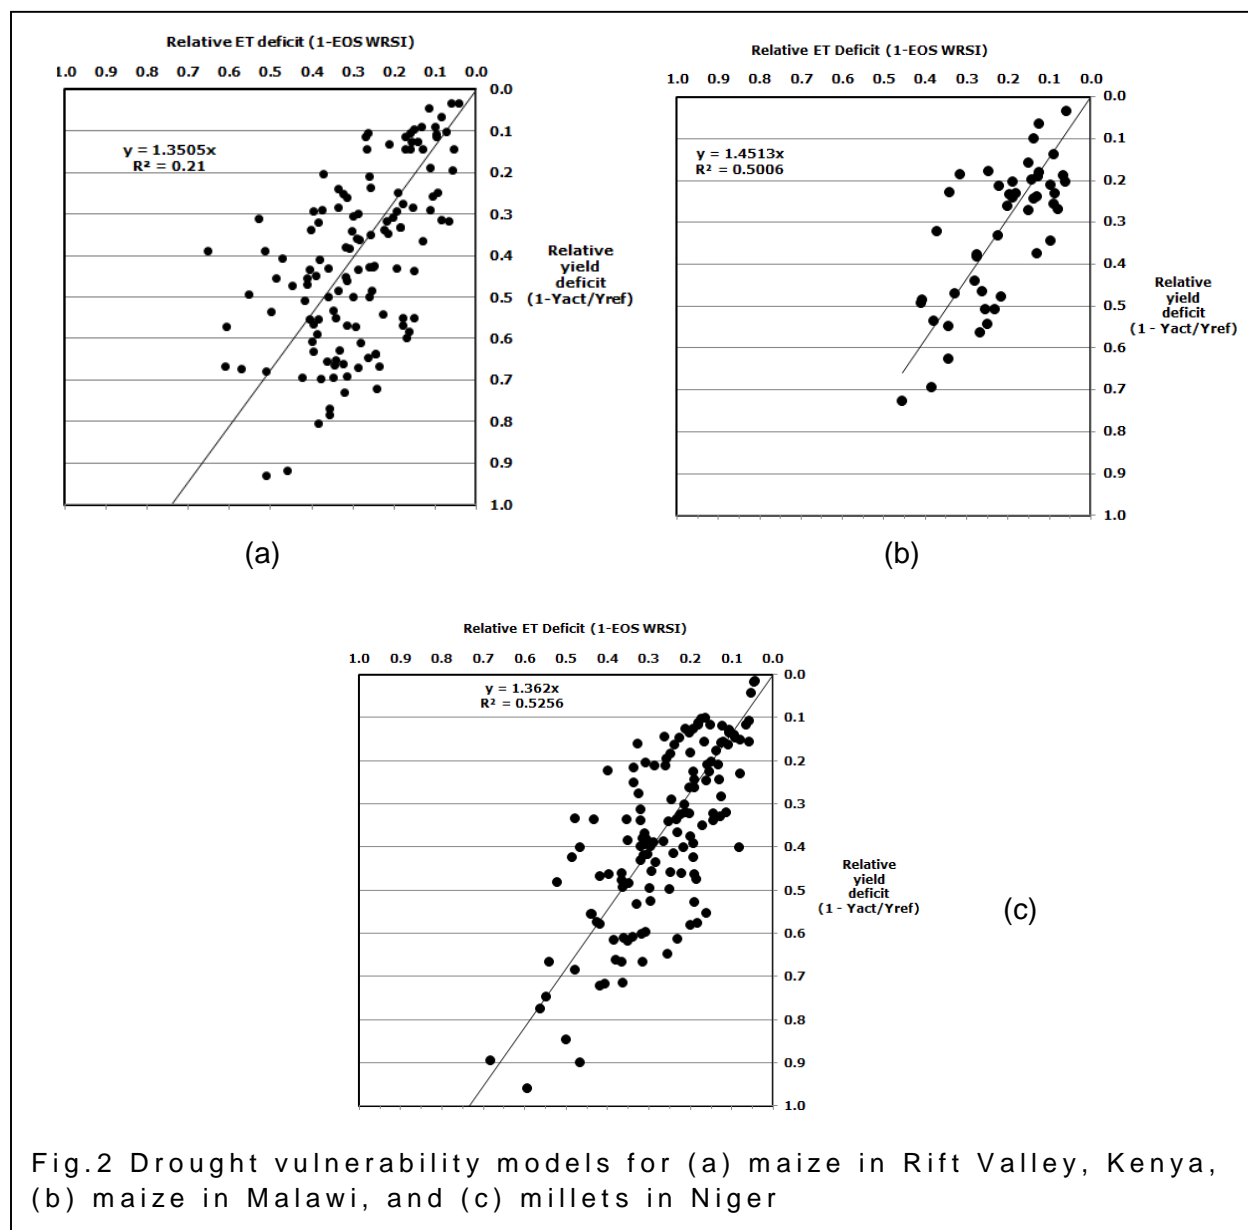 Relative ET deficit (1-EOS WRSI)
1.0 0.9 0.8 0.7 0.6 0.5 0.4 0.3 0.2 0.1 0.0
0.0
0.1
0.2
0.3
0.4
0.5
0.6
0.7
0.8
0.9
1.0
y = 1.3505x
R² = 0.21
Relative
yield
deficit
(1-Yact/Yref)
(a)
Relative ET Deficit (1-EOS WRSI)
1.0 0.9 0.8 0.7 0.6 0.5 0.4 0.3 0.2 0.1 0.0
0.0
0.1
0.2
0.3
0.4
0.5
0.6
0.7
0.8
0.9
1.0
y = 1.4513x
R² = 0.5006
Relative
yield
deficit
(1 - Yact/Yref)
(b)
Relative ET Deficit (1-EOS WRSI)
1.0 0.9 0.8 0.7 0.6 0.5 0.4 0.3 0.2 0.1 0.0
0.0
0.1
0.2
0.3
0.4
0.5
0.6
0.7
0.8
0.9
1.0
y = 1.362x
R² = 0.5256
Relative
yield
deficit
(1 - Yact/Yref)
(c)
Fig.2 Drought vulnerability models for (a) maize in Rift Valley, Kenya,
(b) maize in Malawi, and (c) millets in Niger